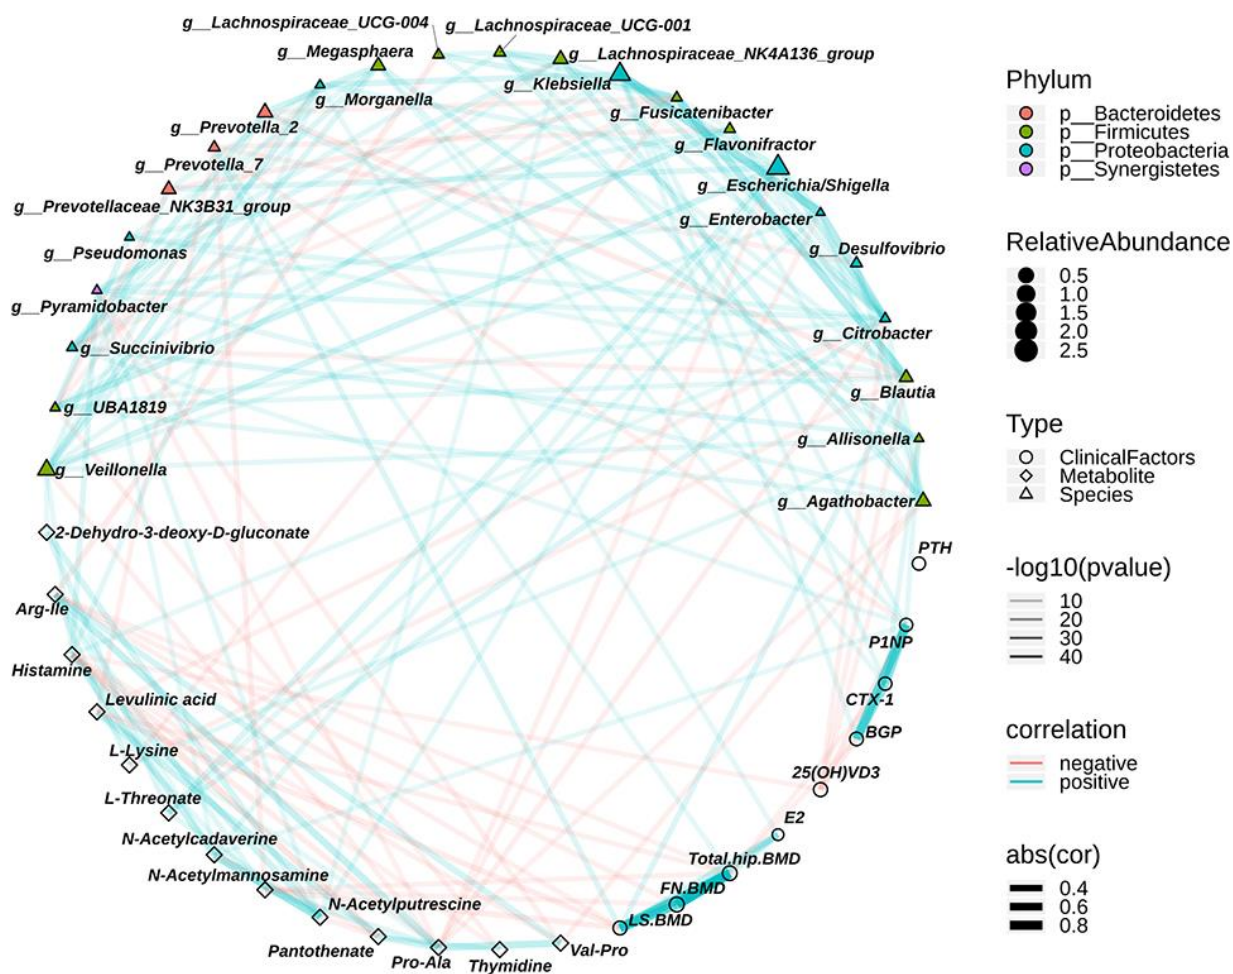 g__Lachnospiraceae_UCG-004
g__Lachnospiraceae_UCG-001
g__Megasphaera
g__Lachnospiraceae_NK4A136_group
g__Klebsiella
g__Morganella
g__Fusicatenibacter
g__Prevotella_2
g__Flavonifractor
g__Prevotella_7
g__Escherichia/Shigella
g__Prevotellaceae_NK3B31_group
g__Enterobacter
g__Pseudomonas
g__Desulfovibrio
g__Pyramidobacter
g__Citrobacter
g__Succinivibrio
g__Blautia
g__UBA1819
g__Allisonella
g__Veillonella
g__Agathobacter
2-Dehydro-3-deoxy-D-gluconate
PTH
Arg-Ile
P1NP
Histamine
CTX-1
Levulinic acid
BGP
L-Lysine
25(OH)VD3
L-Threonate
E2
N-Acetylcadaverine
Total.hip.BMD
N-Acetylmannosamine
FN.BMD
N-Acetylputrescine
LS.BMD
Pantothenate
Val-Pro
Pro-Ala
Thymidine
Phylum
p__Bacteroidetes
p__Firmicutes
p__Proteobacteria
p__Synergistetes
RelativeAbundance
0.5
1.0
1.5
2.0
2.5
Type
ClinicalFactors
Metabolite
Species
-log10(pvalue)
10
20
30
40
correlation
negative
positive
abs(cor)
0.4
0.6
0.8